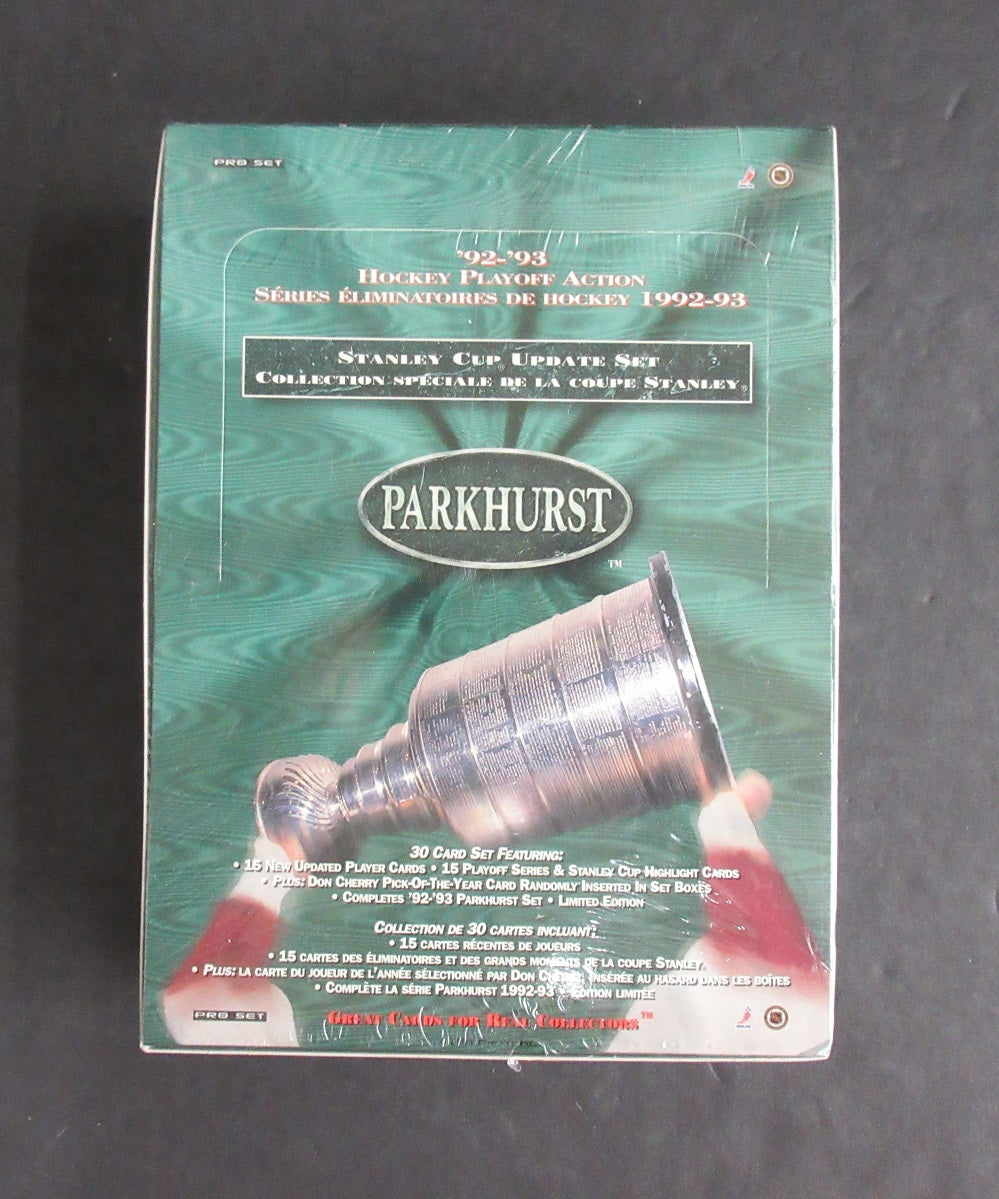 PRO SET
'92-'93
HOCKEY PLAYOFF ACTION
SÉRIES ÉLIMINATOIRES DE HOCKEY 1992-93
STANLEY CUP® UPDATE SET
COLLECTION SPÉCIALE DE LA COUPE STANLEY®
PARKHURST
TM
30 CARD SET FEATURING:
• 15 NEW UPDATED PLAYER CARDS • 15 PLAYOFF SERIES & STANLEY CUP HIGHLIGHT CARDS
• PLUS: DON CHERRY PICK-OF-THE-YEAR CARD RANDOMLY INSERTED IN SET BOXES
• COMPLETES '92-'93 PARKHURST SET • LIMITED EDITION
COLLECTION DE 30 CARTES INCLUANT:
• 15 CARTES RÉCENTES DE JOUEURS
• 15 CARTES DES ÉLIMINATOIRES ET DES GRANDS MOMENTS DE LA COUPE STANLEY
• PLUS: LA CARTE DU JOUEUR DE L'ANNÉE SÉLECTIONNÉ PAR DON CHERRY, INSÉRÉE AU HASARD DANS LES BOÎTES
• COMPLÈTE LA SÉRIE PARKHURST 1992-93 • ÉDITION LIMITÉE
PRO SET
GREAT CARDS FOR REAL COLLECTORS™